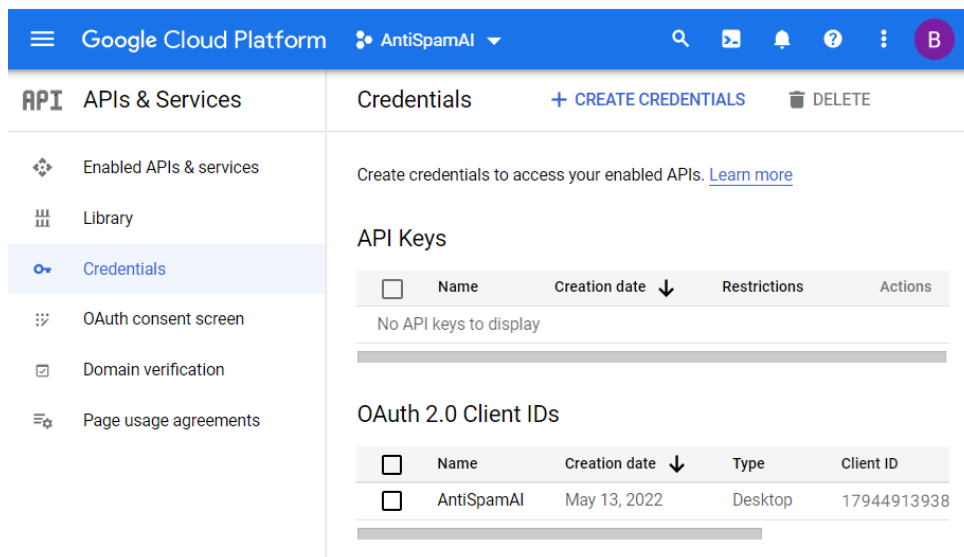 Google Cloud Platform AntiSpamAI B
API APIs & Services
Enabled APIs & services
Library
Credentials
OAuth consent screen
Domain verification
Page usage agreements
Credentials + CREATE CREDENTIALS DELETE
Create credentials to access your enabled APIs. Learn more
API Keys
Name Creation date Restrictions Actions
No API keys to display
OAuth 2.0 Client IDs
Name Creation date Type Client ID
AntiSpamAI May 13, 2022 Desktop 17944913938